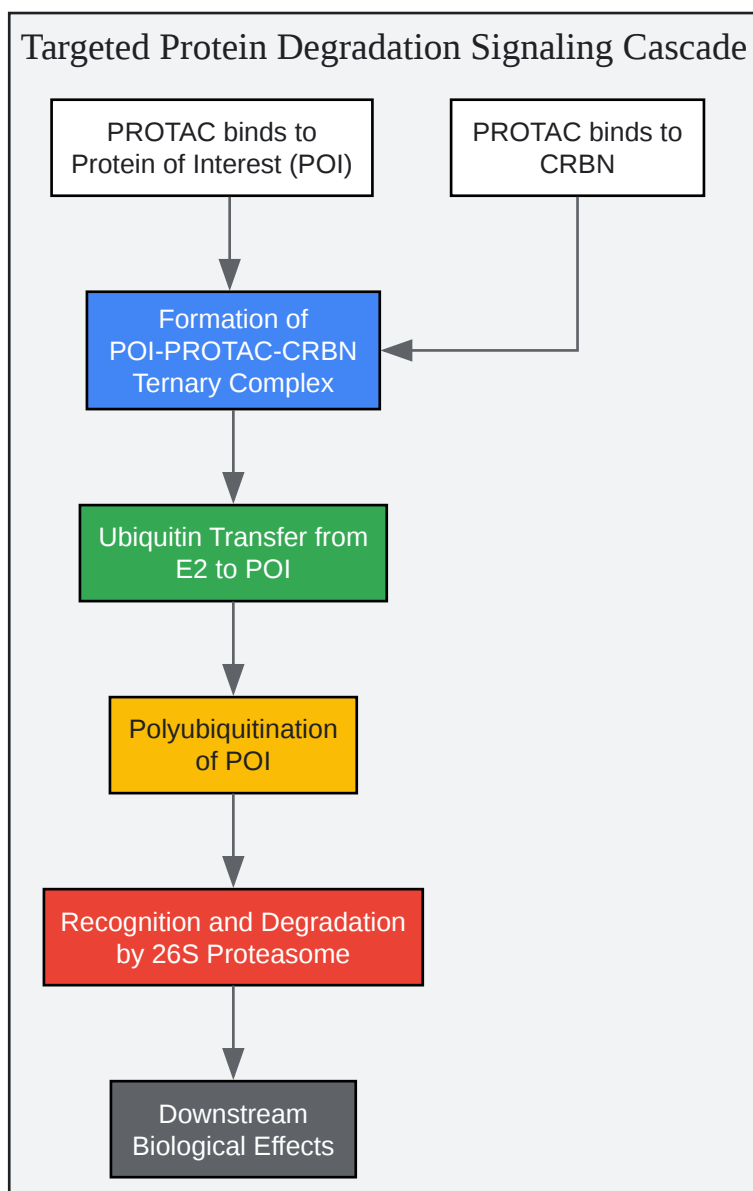 Targeted Protein Degradation Signaling Cascade
PROTAC binds to
Protein of Interest (POI)
PROTAC binds to
CRBN
Formation of
POI-PROTAC-CRBN
Ternary Complex
Ubiquitin Transfer from
E2 to POI
Polyubiquitination
of POI
Recognition and Degradation
by 26S Proteasome
Downstream
Biological Effects